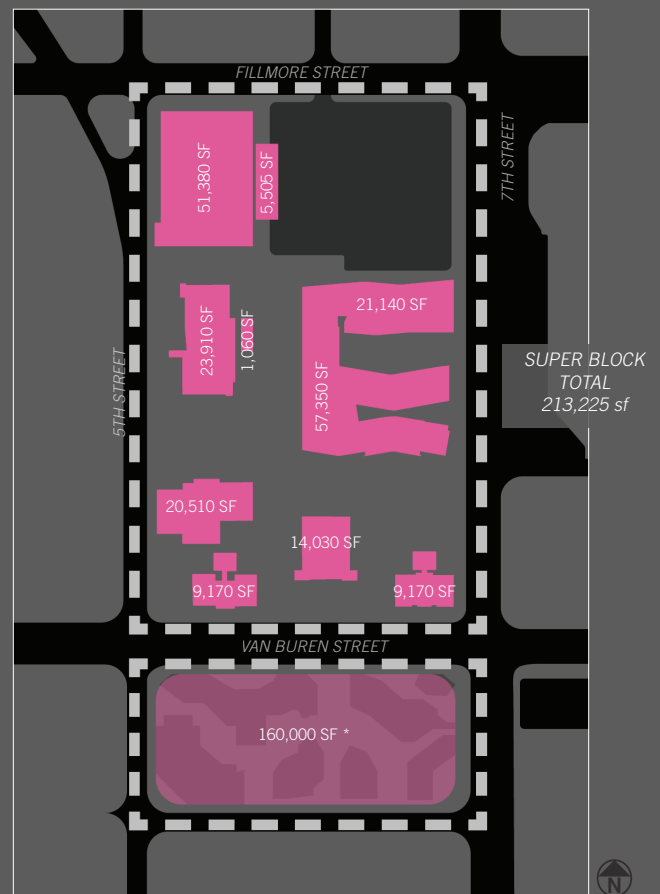 FILLMORE STREET
7TH STREET
51,380 SF
5,505 SF
21,140 SF
23,910 SF
1,060 SF
57,350 SF
5TH STREET
SUPER BLOCK
TOTAL
213,225 sf
20,510 SF
14,030 SF
9,170 SF
9,170 SF
VAN BUREN STREET
160,000 SF *
N